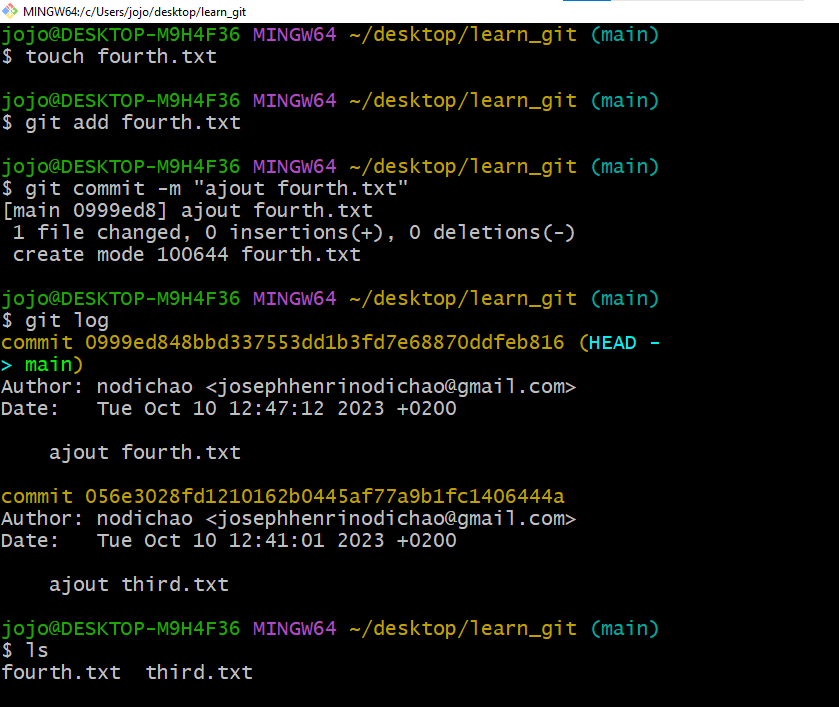 MINGW64:/c/Users/jojo/desktop/learn_git
jojo@DESKTOP-M9H4F36 MINGW64 ~/desktop/learn_git (main)
$ touch fourth.txt
jojo@DESKTOP-M9H4F36 MINGW64 ~/desktop/learn_git (main)
$ git add fourth.txt
jojo@DESKTOP-M9H4F36 MINGW64 ~/desktop/learn_git (main)
$ git commit -m "ajout fourth.txt"
[main 0999ed8] ajout fourth.txt
 1 file changed, 0 insertions(+), 0 deletions(-)
 create mode 100644 fourth.txt
jojo@DESKTOP-M9H4F36 MINGW64 ~/desktop/learn_git (main)
$ git log
commit 0999ed848bbd337553dd1b3fd7e68870ddfeb816 (HEAD -
> main)
Author: nodichao <josephhenrinodichao@gmail.com>
Date:   Tue Oct 10 12:47:12 2023 +0200
    ajout fourth.txt
commit 056e3028fd1210162b0445af77a9b1fc1406444a
Author: nodichao <josephhenrinodichao@gmail.com>
Date:   Tue Oct 10 12:41:01 2023 +0200
    ajout third.txt
jojo@DESKTOP-M9H4F36 MINGW64 ~/desktop/learn_git (main)
$ ls
fourth.txt  third.txt